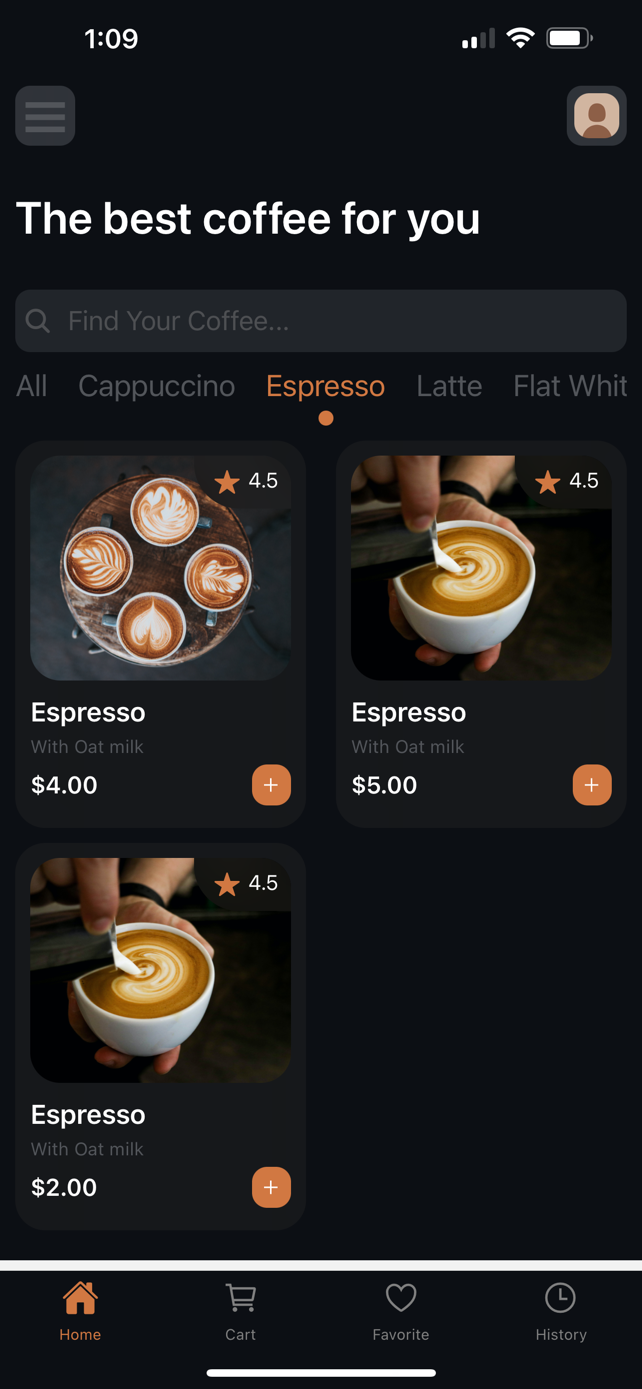 1:09
The best coffee for you
Find Your Coffee...
All Cappuccino Espresso Latte Flat Whit
4.5
4.5
Espresso
Espresso
With Oat milk
With Oat milk
$4.00
$5.00
4.5
Espresso
With Oat milk
$2.00
Home Cart Favorite History